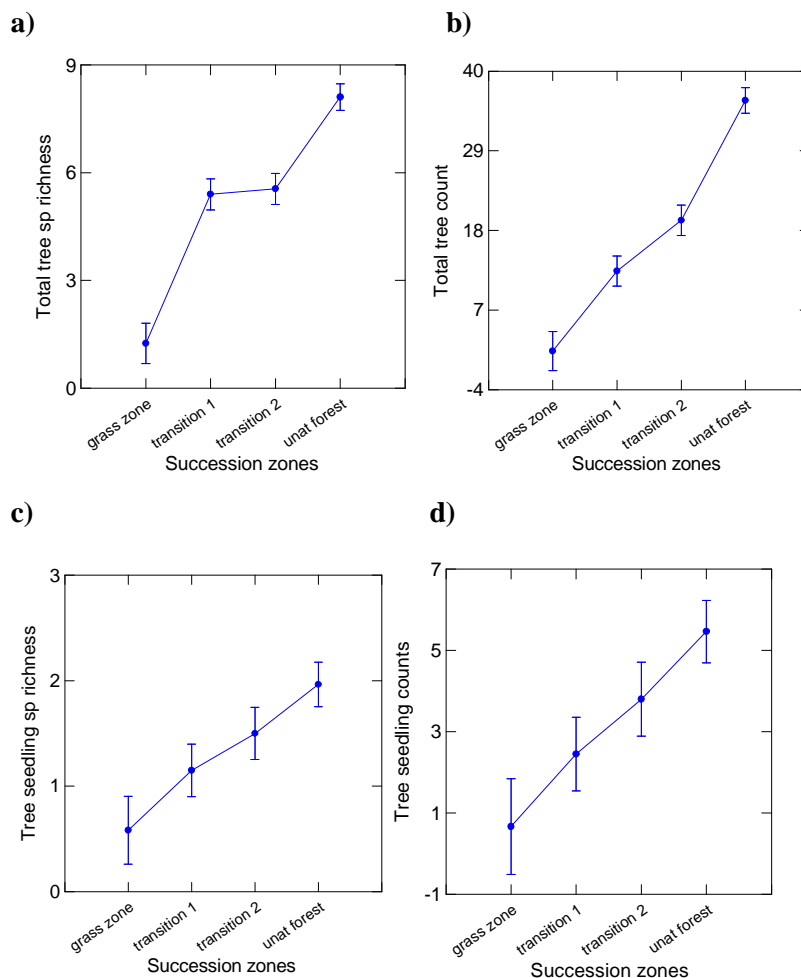 a)
Total tree sp richness
9
6
3
0
grass zone
transition 1
transition 2
unat forest
Succession zones
b)
Total tree count
40
29
18
7
-4
grass zone
transition 1
transition 2
unat forest
Succession zones
c)
Tree seedling sp richness
3
2
1
0
grass zone
transition 1
transition 2
unat forest
Succession zones
d)
Tree seedling counts
7
5
3
1
-1
grass zone
transition 1
transition 2
unat forest
Succession zones